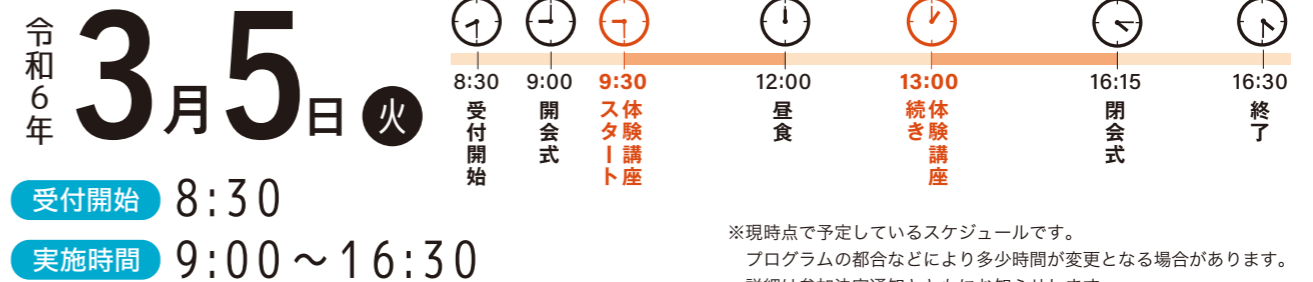 令和6年
3月5日 火
受付開始 8:30
実施時間 9:00～16:30
8:30 受付開始
9:00 開会式
9:30 体験講座スタート
12:00 昼食
13:00 体験講座続き
16:15 閉会式
16:30 終了
※現時点で予定しているスケジュールです。
プログラムの都合などにより多少時間が変更となる場合があります。